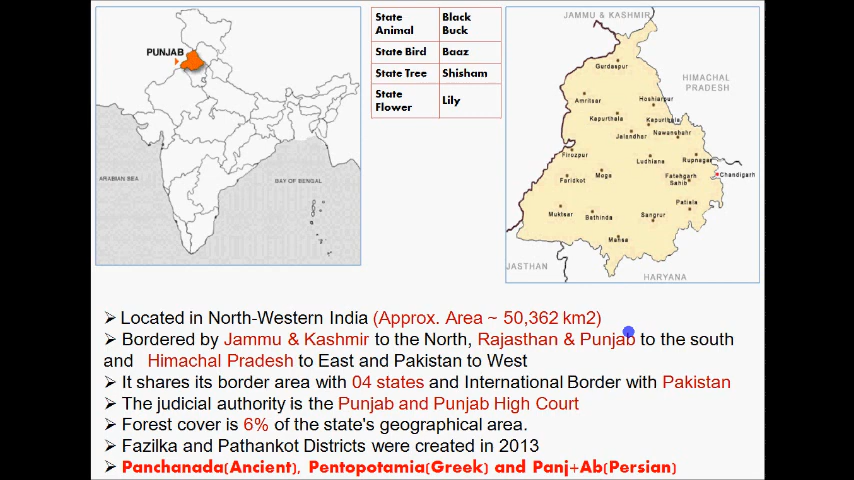 PUNJAB
ARABIAN SEA
BAY OF BENGAL
State Animal Black Buck
State Bird Baaz
State Tree Shisham
State Flower Lily
JAMMU & KASHMIR
HIMACHAL
PRADESH
Gurdaspur
Amritsar
Hoshiarpur
Kapurthala
Kapurthala
Nawanshahr
Jalandhar
Firozpur
Ludhiana
Rupnagar
Chandigarh
Moga
Faridkot
Fatehgarh
Sahib
Patiala
Muktsar
Bathinda
Sangrur
Mansa
JASTHAN
HARYANA
➢ Located in North-Western India (Approx. Area ~ 50,362 km2)
➢ Bordered by Jammu & Kashmir to the North, Rajasthan & Punjab to the south
and Himachal Pradesh to East and Pakistan to West
➢ It shares its border area with 04 states and International Border with Pakistan
➢ The judicial authority is the Punjab and Punjab High Court
➢ Forest cover is 6% of the state's geographical area.
➢ Fazilka and Pathankot Districts were created in 2013
➢ Panchanada(Ancient), Pentopotamia(Greek) and Panj+Ab(Persian)